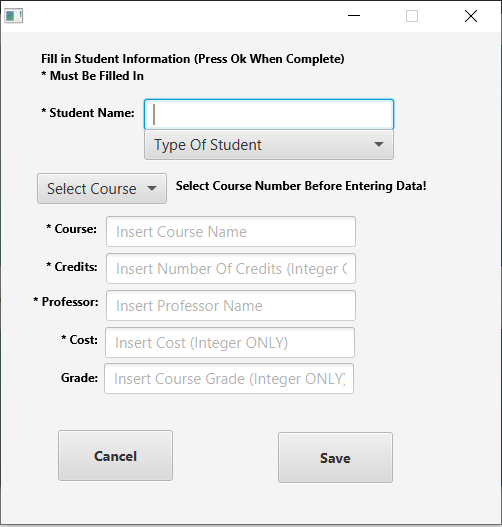 Fill in Student Information (Press Ok When Complete)
* Must Be Filled In
* Student Name:
Type Of Student
Select Course Select Course Number Before Entering Data!
* Course: Insert Course Name
* Credits: Insert Number Of Credits (Integer
* Professor: Insert Professor Name
* Cost: Insert Cost (Integer ONLY)
Grade: Insert Course Grade (Integer ONLY)
Cancel Save